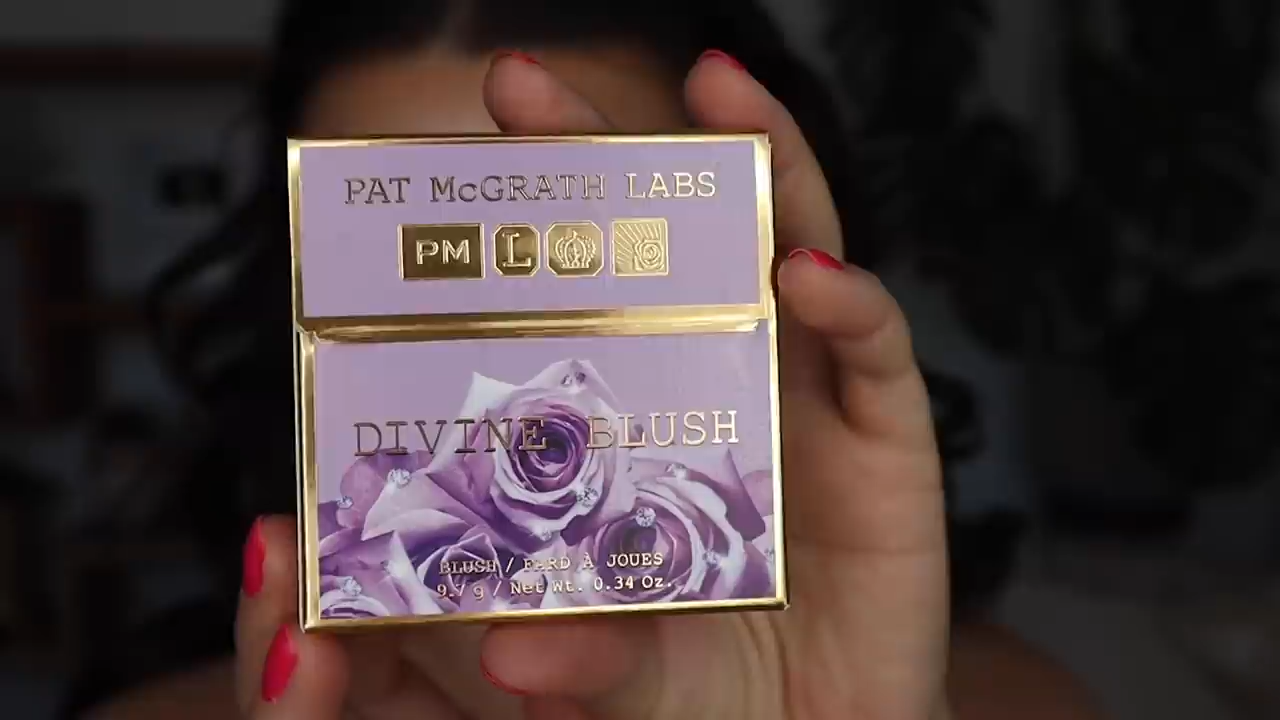 PAT McGRATH LABS
PM L
DIVINE BLUSH
BLUSH / FARD À JOUES
9.7 g / Net Wt. 0.34 Oz.